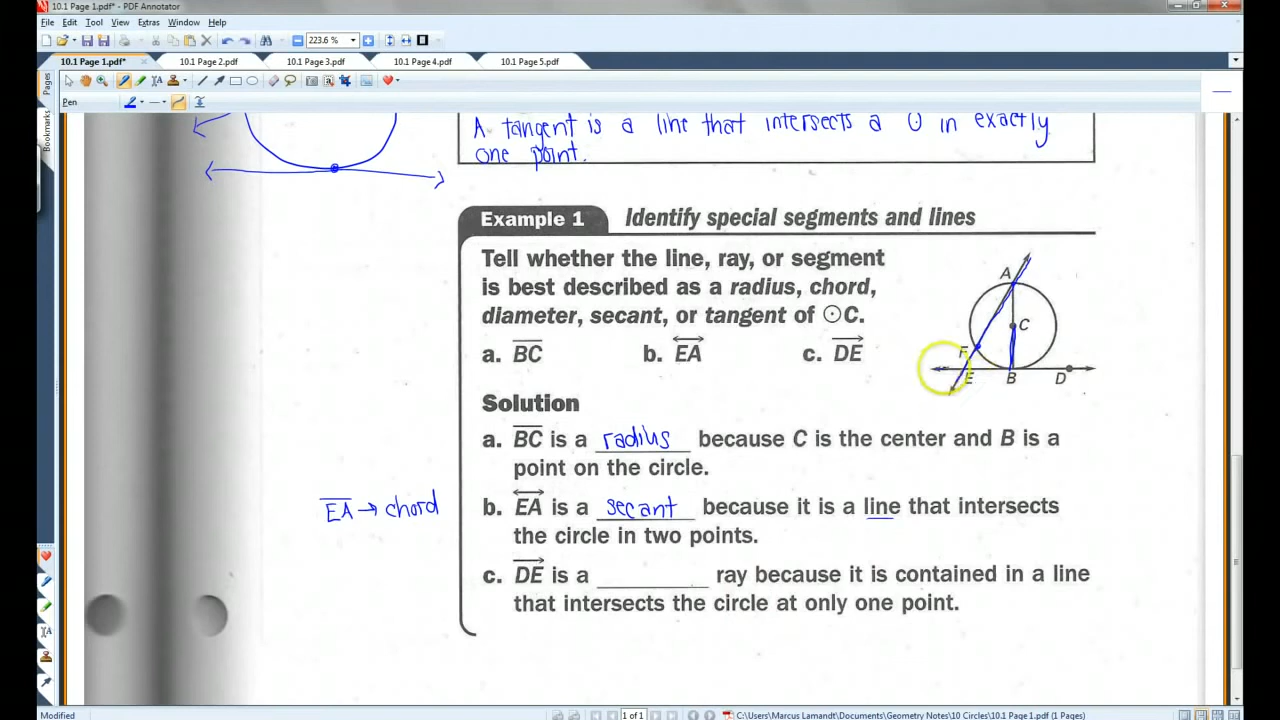 10.1 Page 1.pdf* - PDF Annotator
File Edit Tool View Extras Window Help
223.6 %
10.1 Page 1.pdf* 10.1 Page 2.pdf 10.1 Page 3.pdf 10.1 Page 4.pdf 10.1 Page 5.pdf
Pen
Pages
Bookmarks
A tangent is a line that intersects a ⊙ in exactly
one point.
Example 1 Identify special segments and lines
Tell whether the line, ray, or segment
is best described as a radius, chord,
diameter, secant, or tangent of ⊙C.
a. BC b. EA c. DE
A
C
F
E B D
Solution
a. BC is a radius because C is the center and B is a
point on the circle.
EA → chord
b. EA is a secant because it is a line that intersects
the circle in two points.
c. DE is a ________ ray because it is contained in a line
that intersects the circle at only one point.
Modified 1 of 1 C:\Users\Marcus Lamandt\Documents\Geometry Notes\10 Circles\10.1 Page 1.pdf (1 Pages)